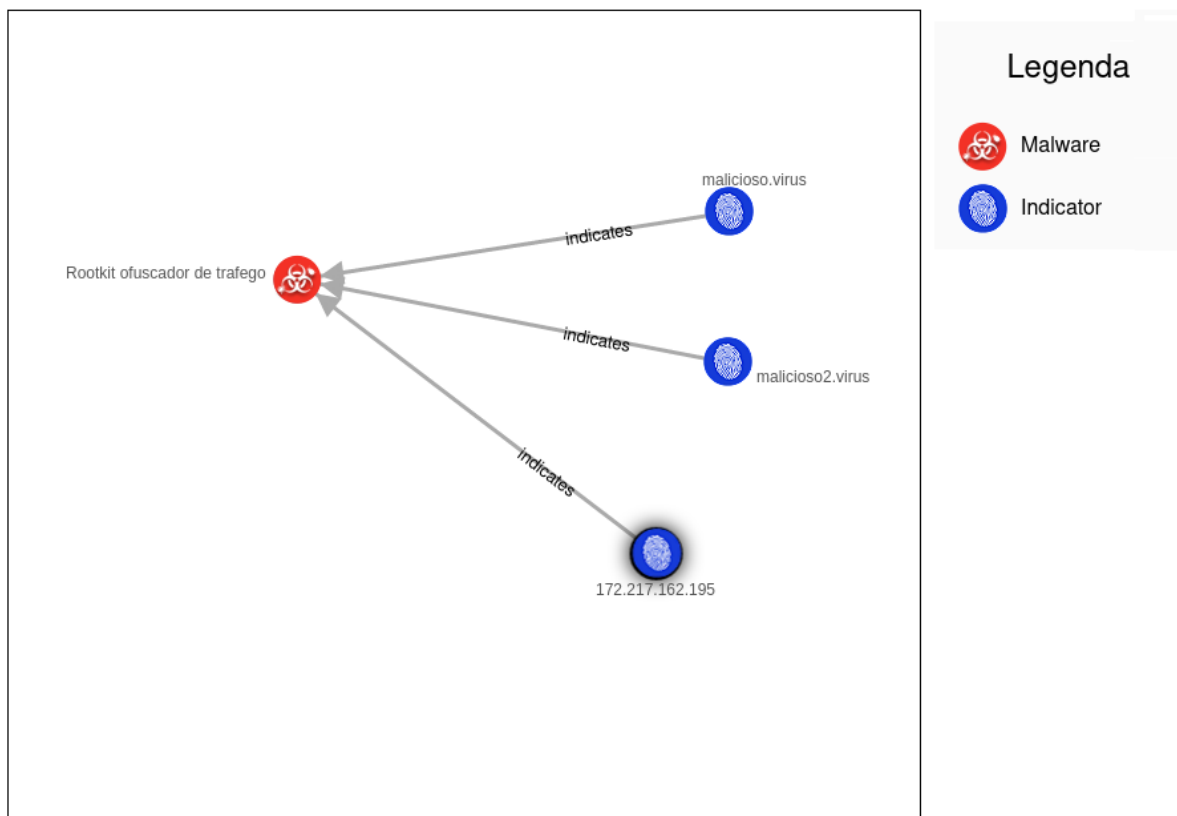 Legenda
Malware
Indicator
malicioso.virus
indicates
Rootkit ofuscador de trafego
indicates
malicioso2.virus
indicates
172.217.162.195